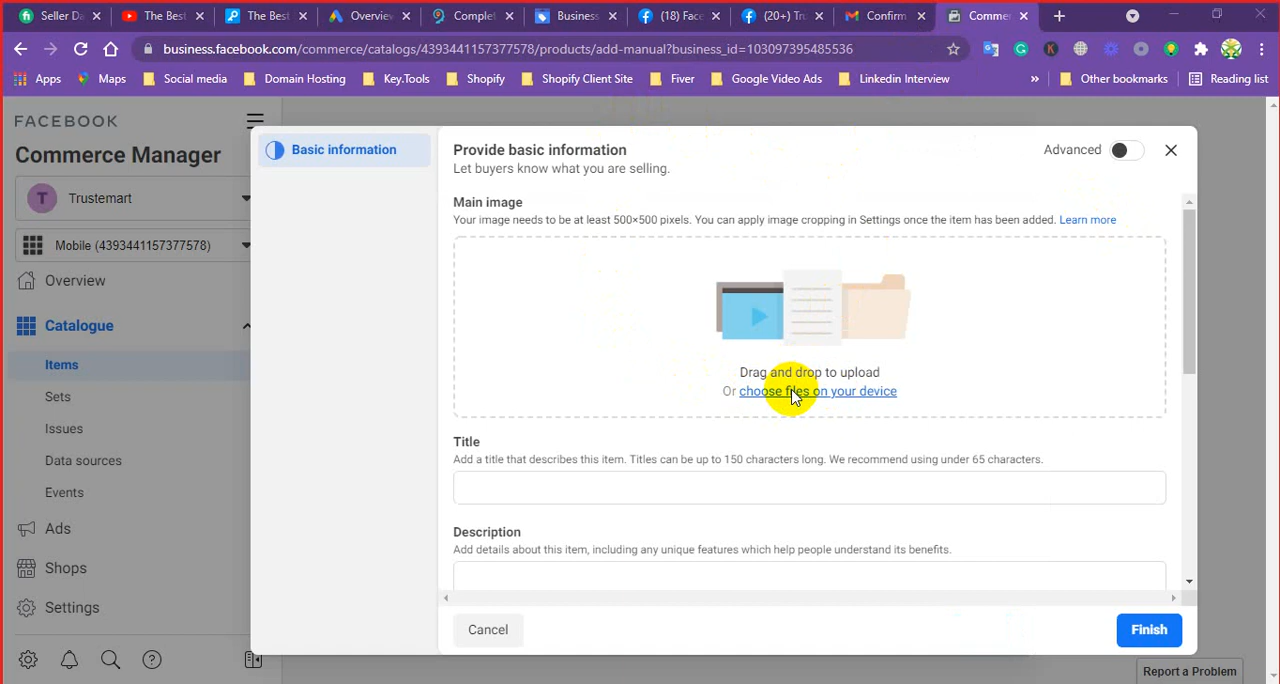 Seller Da
The Best
The Best
Overview
Comple
Business
(18) Face
(20+) Tru
Confirm
Comme
business.facebook.com/commerce/catalogs/4393441157377578/products/add-manual?business_id=103097395485536
Apps
Maps
Social media
Domain Hosting
Key.Tools
Shopify
Shopify Client Site
Fiver
Google Video Ads
Linkedin Interview
»
Other bookmarks
Reading list
FACEBOOK
Commerce Manager
T
Trustemart
Mobile (4393441157377578)
Overview
Catalogue
Items
Sets
Issues
Data sources
Events
Ads
Shops
Settings
Basic information
Provide basic information
Let buyers know what you are selling.
Advanced
Main image
Your image needs to be at least 500×500 pixels. You can apply image cropping in Settings once the item has been added. Learn more
Drag and drop to upload
Or choose files on your device
Title
Add a title that describes this item. Titles can be up to 150 characters long. We recommend using under 65 characters.
Description
Add details about this item, including any unique features which help people understand its benefits.
Cancel
Finish
Report a Problem